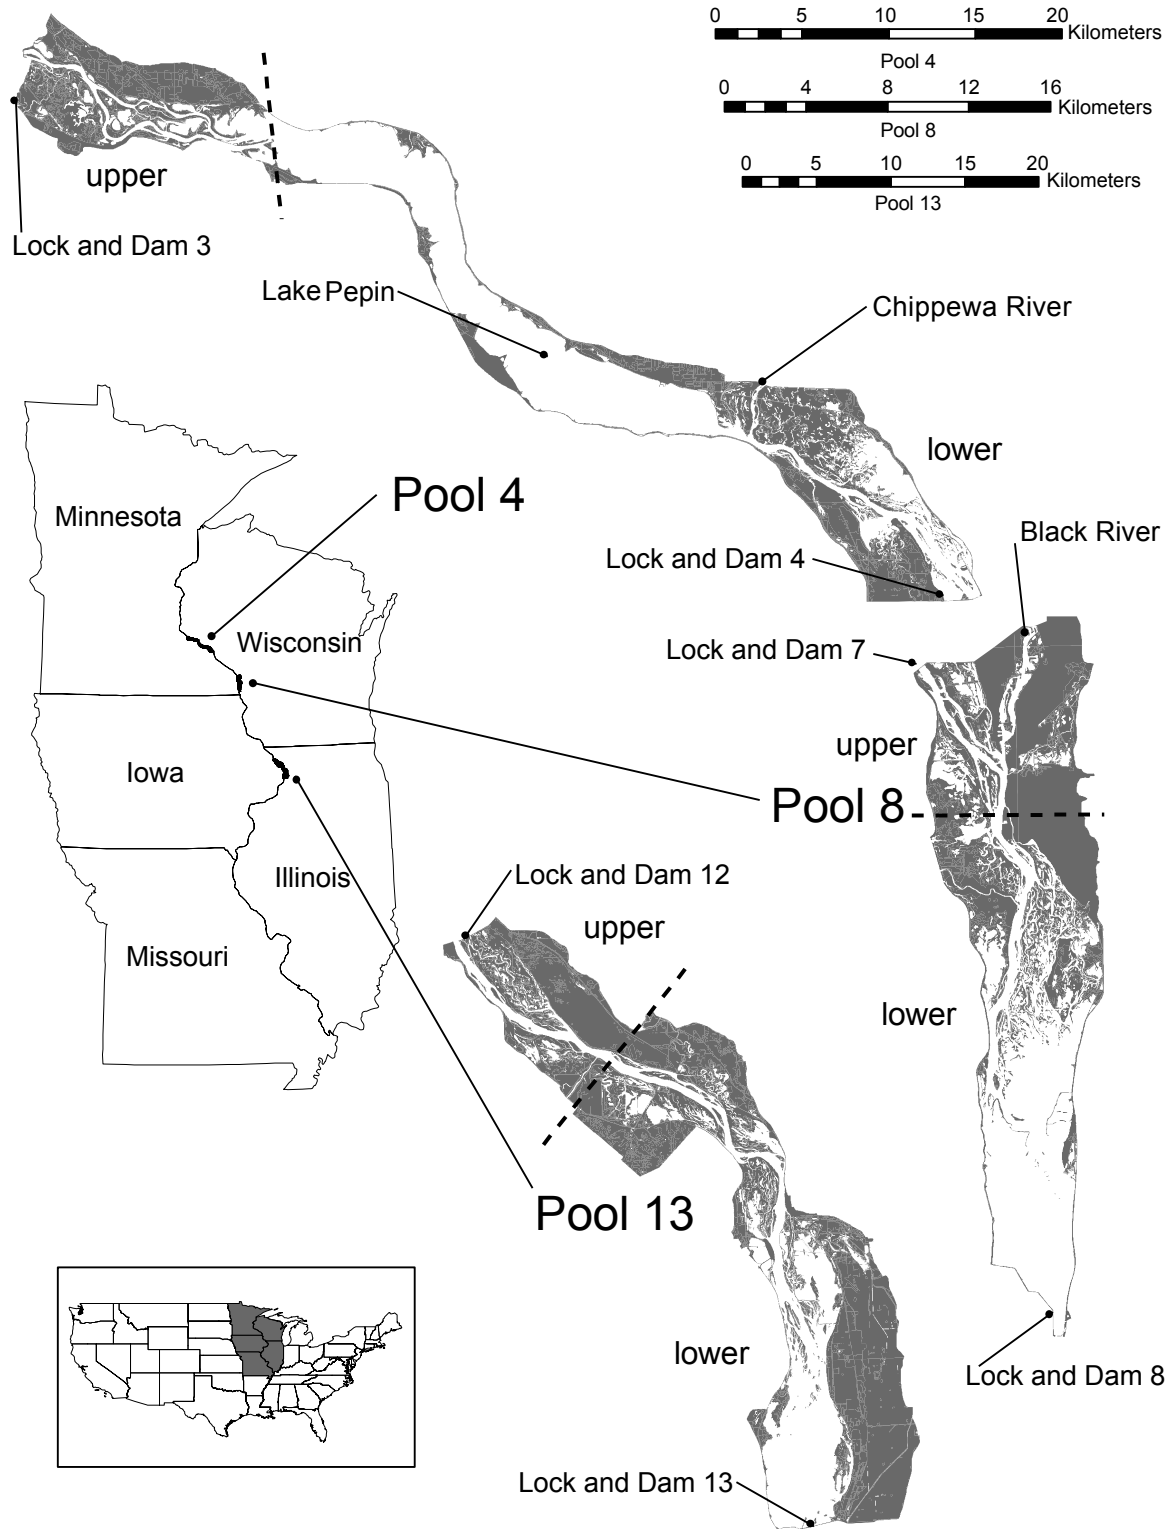 0 5 10 15 20
Kilometers
Pool 4
0 4 8 12 16
Kilometers
Pool 8
0 5 10 15 20
Kilometers
Pool 13
upper
Lock and Dam 3
Lake Pepin
Chippewa River
lower
Pool 4
Minnesota
Black River
Lock and Dam 4
Wisconsin
Lock and Dam 7
upper
Iowa
Pool 8
Illinois
Lock and Dam 12
upper
Missouri
lower
Pool 13
lower
Lock and Dam 8
Lock and Dam 13